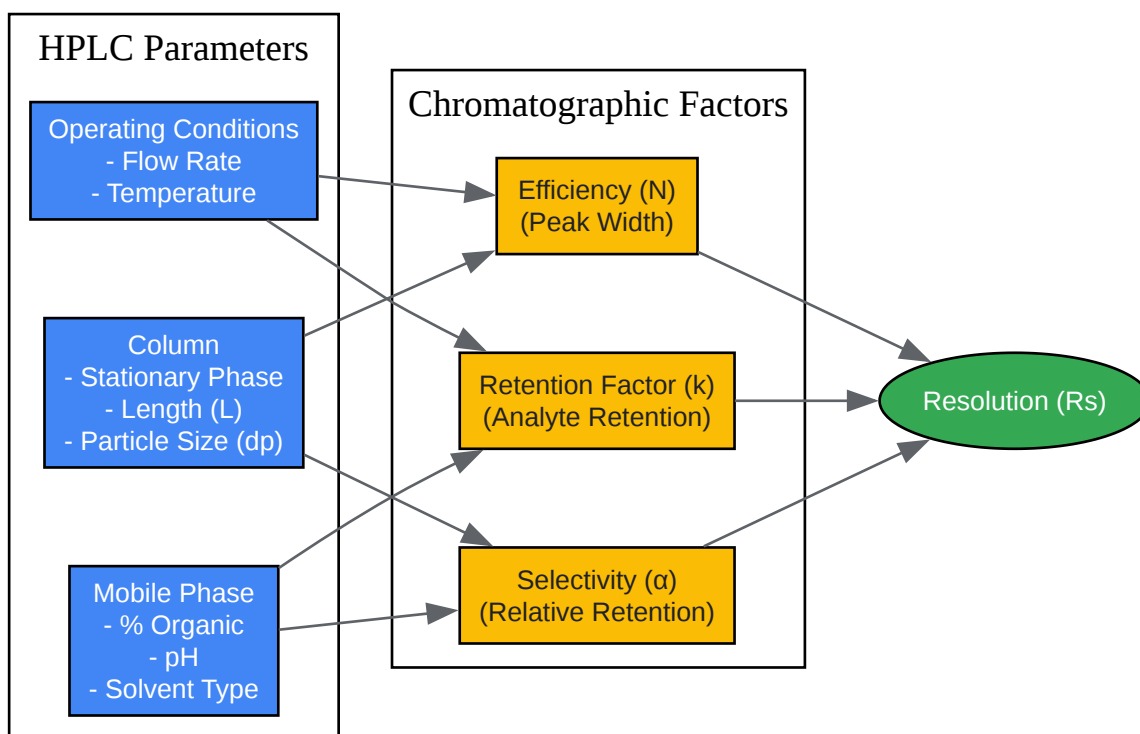 HPLC Parameters
Operating Conditions
- Flow Rate
- Temperature
Column
- Stationary Phase
- Length (L)
- Particle Size (dp)
Mobile Phase
- % Organic
- pH
- Solvent Type
Chromatographic Factors
Efficiency (N)
(Peak Width)
Retention Factor (k)
(Analyte Retention)
Selectivity (α)
(Relative Retention)
Resolution (Rs)